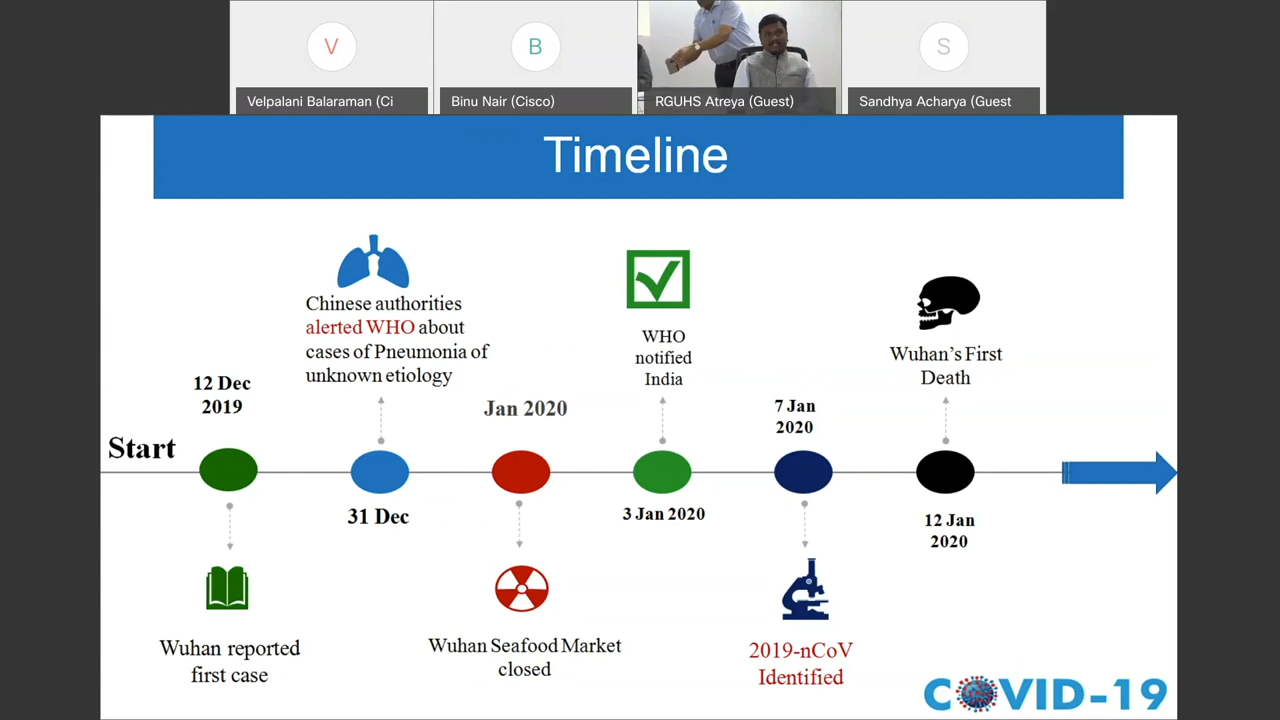 V
B
S
Velpalani Balaraman (Ci
Binu Nair (Cisco)
RGUHS Atreya (Guest)
Sandhya Acharya (Guest
Timeline
Chinese authorities
alerted WHO about
cases of Pneumonia of
unknown etiology
WHO
notified
India
Wuhan's First
Death
12 Dec
2019
Jan 2020
7 Jan
2020
Start
31 Dec
3 Jan 2020
12 Jan
2020
Wuhan reported
first case
Wuhan Seafood Market
closed
2019-nCoV
Identified
COVID-19